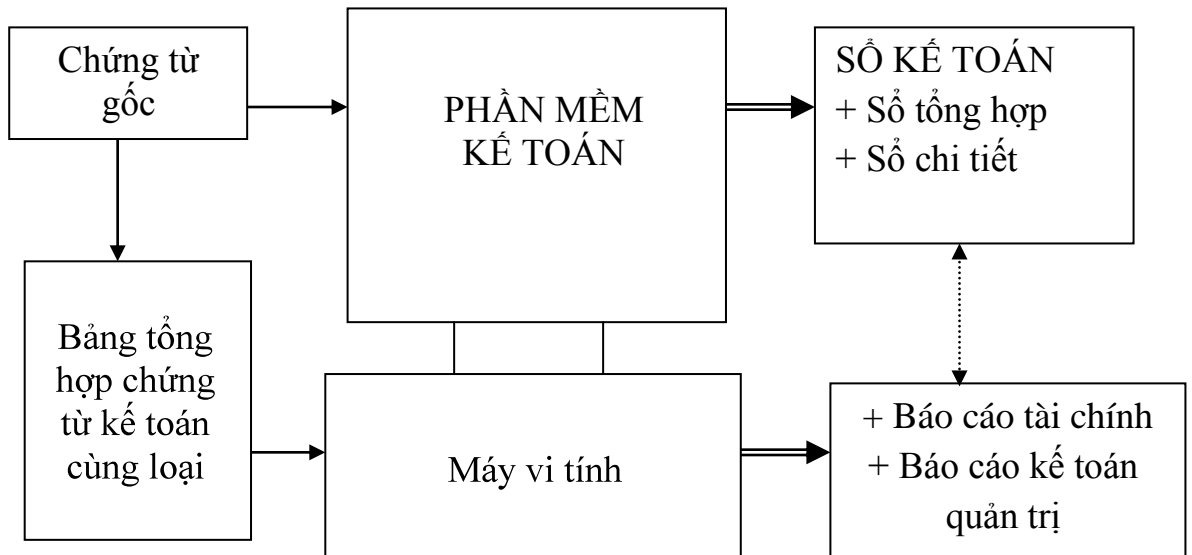 Chứng từ
gốc
PHẦN MỀM
KẾ TOÁN
SỔ KẾ TOÁN
+ Sổ tổng hợp
+ Sổ chi tiết
Bảng tổng
hợp chứng
từ kế toán
cùng loại
Máy vi tính
+ Báo cáo tài chính
+ Báo cáo kế toán
quản trị